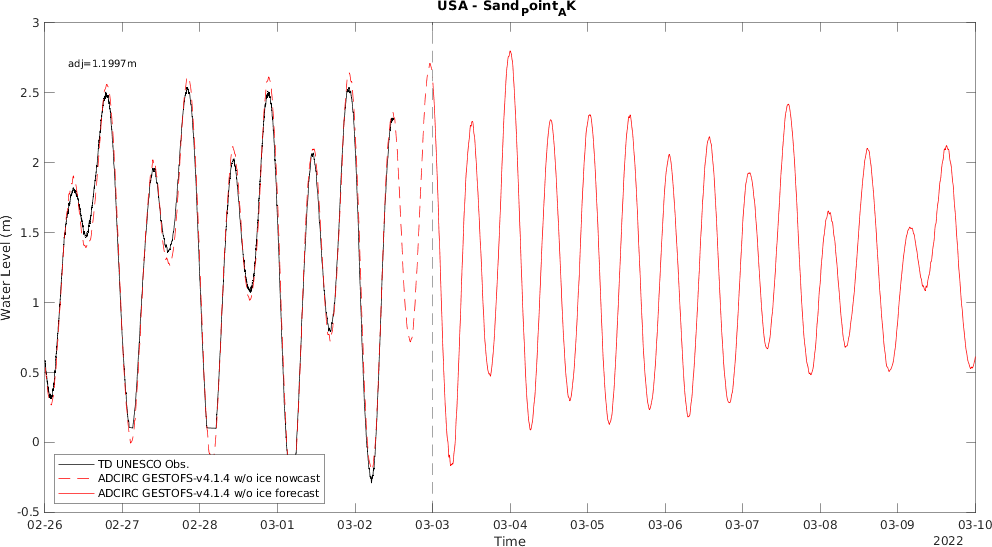 USA - SandPointAK
adj=1.1997m
3
2.5
2
1.5
1
0.5
0
-0.5
Water Level (m)
TD UNESCO Obs.
ADCIRC GESTOFS-v4.1.4 w/o ice nowcast
ADCIRC GESTOFS-v4.1.4 w/o ice forecast
02-26 02-27 02-28 03-01 03-02 03-03 03-04 03-05 03-06 03-07 03-08 03-09 03-10
Time
2022